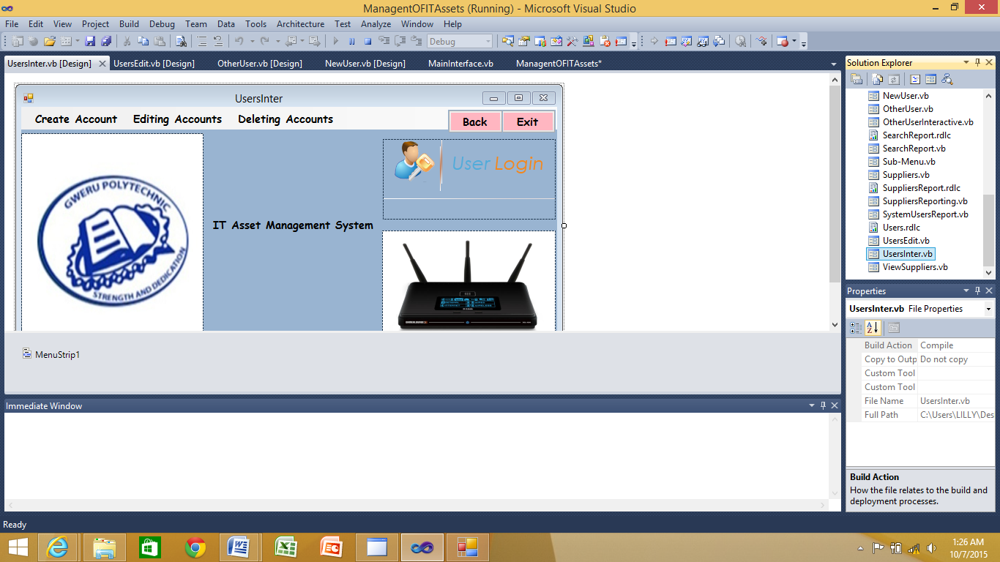 ManagentOFITAssets (Running) - Microsoft Visual Studio
File Edit View Project Build Debug Team Data Tools Architecture Test Analyze Window Help
Debug
UsersInter.vb [Design] UsersEdit.vb [Design] OtherUser.vb [Design] NewUser.vb [Design] MainInterface.vb ManagentOFITAssets*
UsersInter
Create Account Editing Accounts Deleting Accounts Back Exit
GWERU POLYTECHNIC
STRENGTH AND DEDICATION
User Login
IT Asset Management System
MenuStrip1
Immediate Window
Solution Explorer
NewUser.vb
OtherUser.vb
OtherUserInteractive.vb
SearchReport.rdlc
SearchReport.vb
Sub-Menu.vb
Suppliers.vb
SuppliersReport.rdlc
SuppliersReporting.vb
SystemUsersReport.vb
Users.rdlc
UsersEdit.vb
UsersInter.vb
ViewSuppliers.vb
Properties
UsersInter.vb File Properties
Build Action Compile
Copy to Outp Do not copy
Custom Tool
Custom Tool
File Name UsersInter.vb
Full Path C:\Users\LILLY\Des
Build Action
How the file relates to the build and
deployment processes.
Ready
1:26 AM
10/7/2015